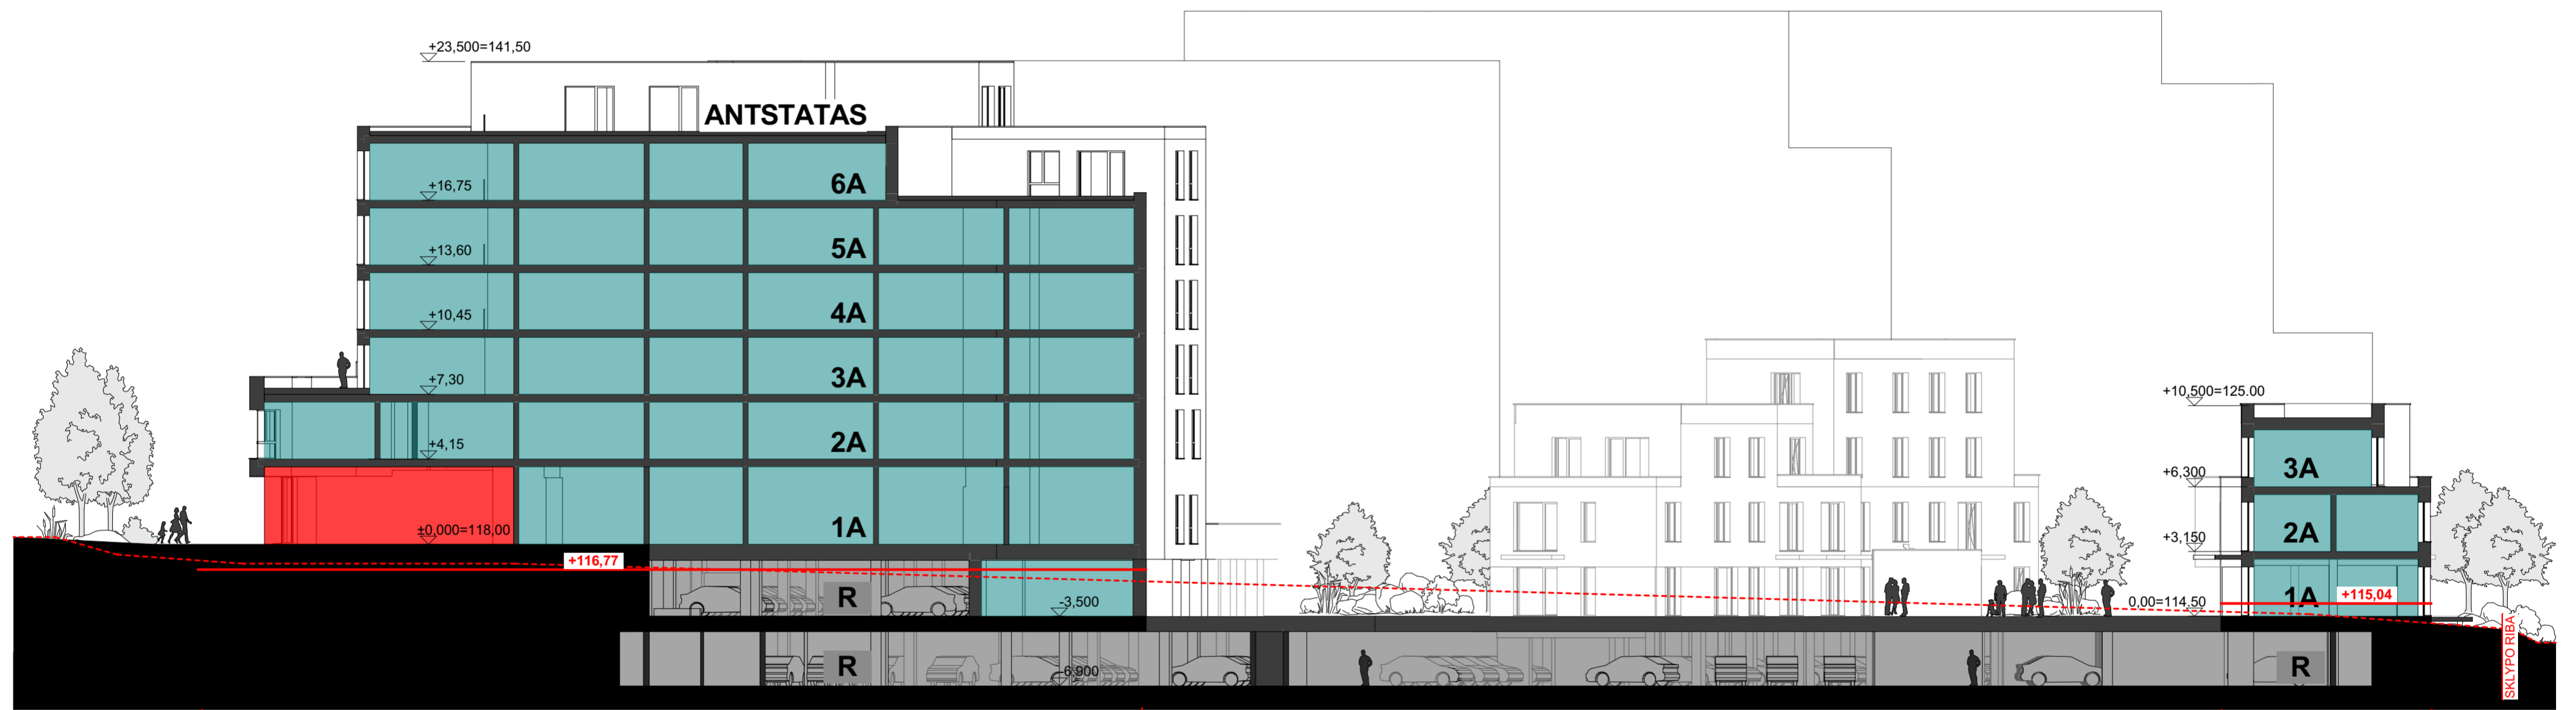 +23,500=141,50
ANTSTATAS
+16,75
6A
+13,60
5A
+10,45
4A
+7,30
3A
+10,500=125.00
+4,15
2A
+6,300
3A
+0,000=118,00
1A
+3,150
2A
+116,77
R
-3,500
0,00=114,50
1A
+115,04
R
-6,900
R
SKLYPO RIBA